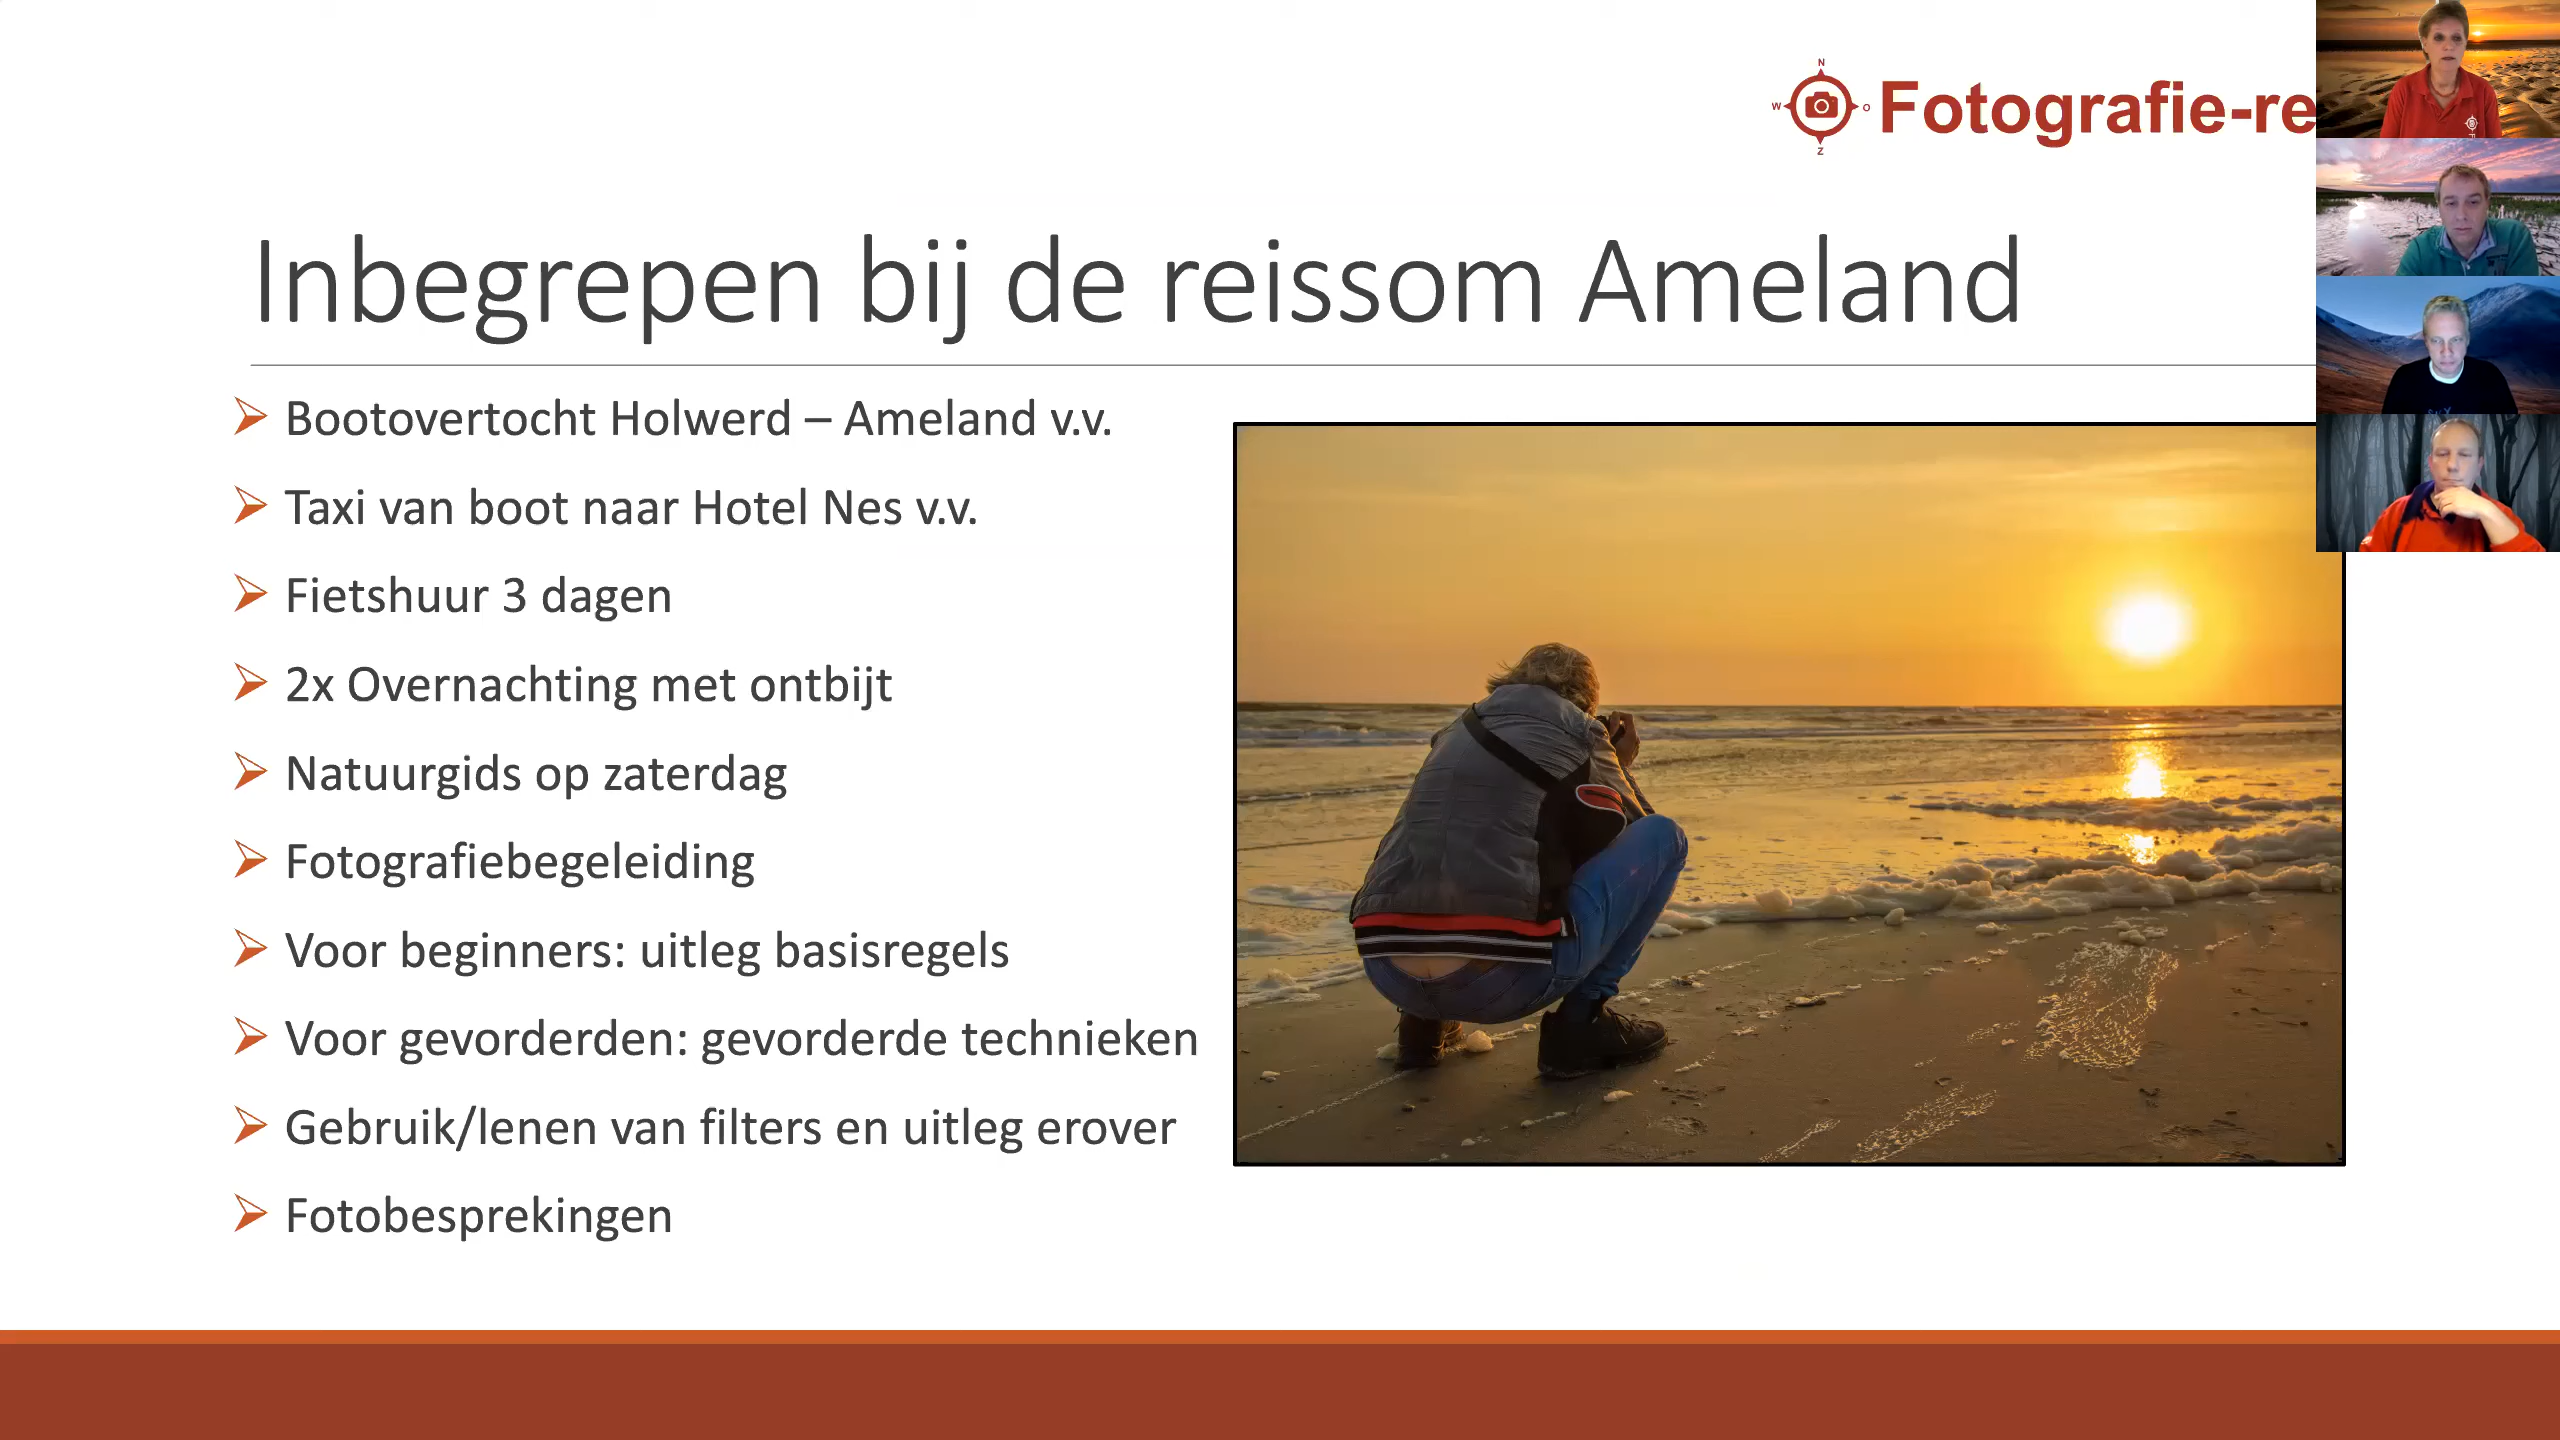 N
W
O
Z
Fotografie-re
Inbegrepen bij de reissom Ameland
Bootovertocht Holwerd – Ameland v.v.
Taxi van boot naar Hotel Nes v.v.
Fietshuur 3 dagen
2x Overnachting met ontbijt
Natuurgids op zaterdag
Fotografiebegeleiding
Voor beginners: uitleg basisregels
Voor gevorderden: gevorderde technieken
Gebruik/lenen van filters en uitleg erover
Fotobesprekingen